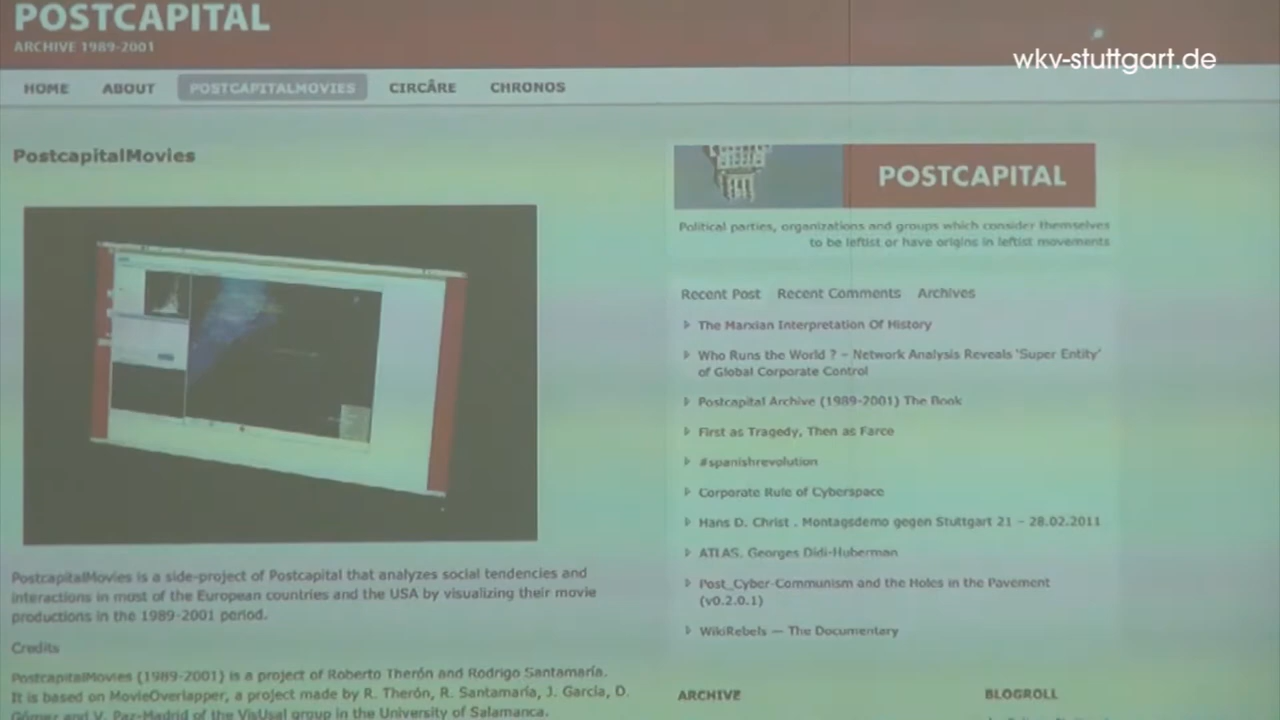 POSTCAPITAL
ARCHIVE 1989-2001
wkv-stuttgart.de
HOME ABOUT POSTCAPITALMOVIES CIRCÂRE CHRONOS
PostcapitalMovies
PostcapitalMovies is a side-project of Postcapital that analyzes social tendencies and
interactions in most of the European countries and the USA by visualizing their movie
productions in the 1989-2001 period.
Credits
PostcapitalMovies (1989-2001) is a project of Roberto Therón and Rodrigo Santamaría.
It is based on MovieOverlapper, a project made by R. Therón, R. Santamaría, J. García, D.
Gómez and V. Paz-Madrid of the VisUsal group in the University of Salamanca.
POSTCAPITAL
Political parties, organizations and groups which consider themselves
to be leftist or have origins in leftist movements
Recent Post Recent Comments Archives
The Marxian Interpretation Of History
Who Runs the World ? – Network Analysis Reveals 'Super Entity'
of Global Corporate Control
Postcapital Archive (1989-2001) The Book
First as Tragedy, Then as Farce
#spanishrevolution
Corporate Rule of Cyberspace
Hans D. Christ . Montagsdemo gegen Stuttgart 21 – 28.02.2011
ATLAS. Georges Didi-Huberman
Post_Cyber-Communism and the Holes in the Pavement
(v0.2.0.1)
WikiRebels — The Documentary
ARCHIVE
BLOGROLL